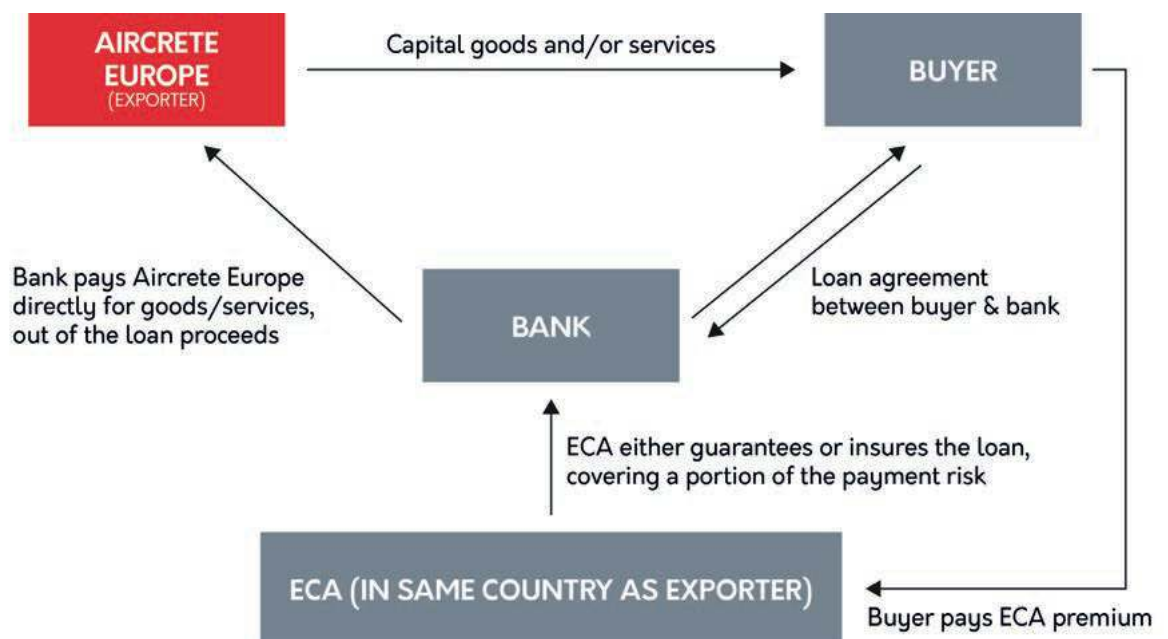 AIRCRETE
EUROPE
(EXPORTER)
Capital goods and/or services
BUYER
Bank pays Aircrete Europe
directly for goods/services,
out of the loan proceeds
BANK
Loan agreement
between buyer & bank
ECA either guarantees or insures the loan,
covering a portion of the payment risk
ECA (IN SAME COUNTRY AS EXPORTER)
Buyer pays ECA premium